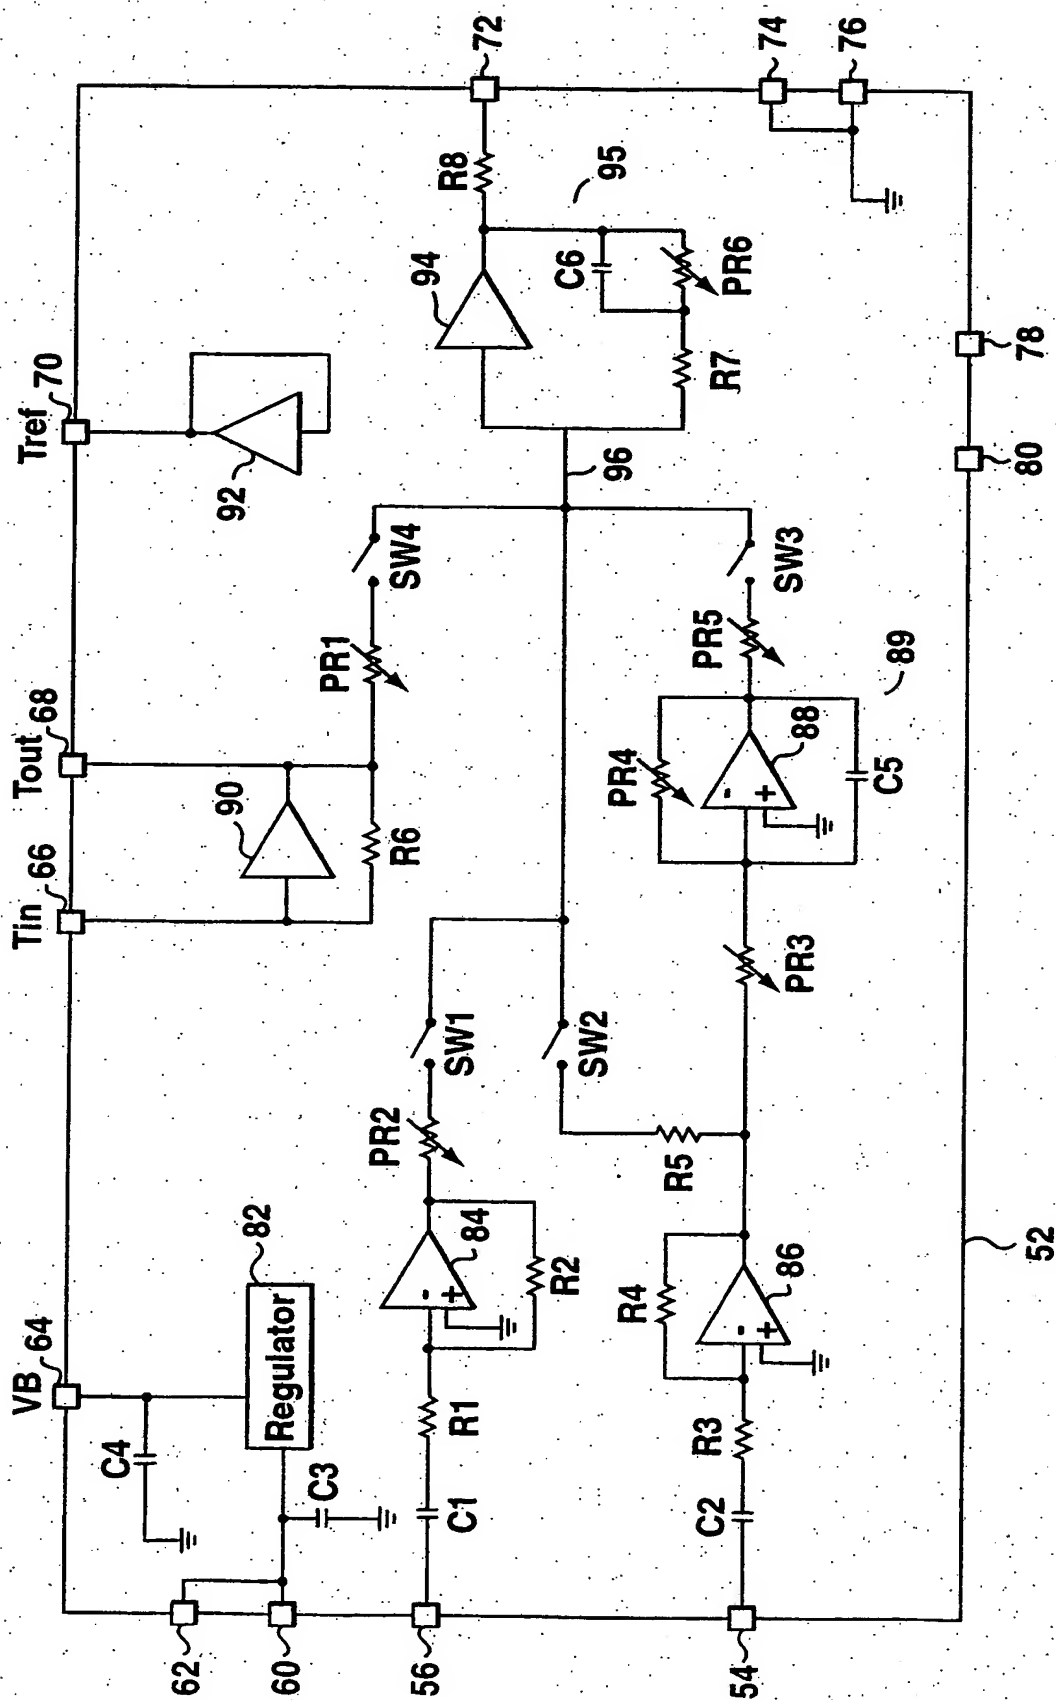 VB
64
Tin
66
Tout
68
Tref
70
C4
82
Regulator
C3
62
60
90
R6
PR1
SW4
92
72
R8
94
95
C6
PR6
R7
74
76
56
C1
R1
84
R2
PR2
SW1
SW2
96
54
C2
R3
R4
86
R5
PR3
PR4
88
C5
PR5
SW3
89
52
80
78
-
+
-
+
-
+